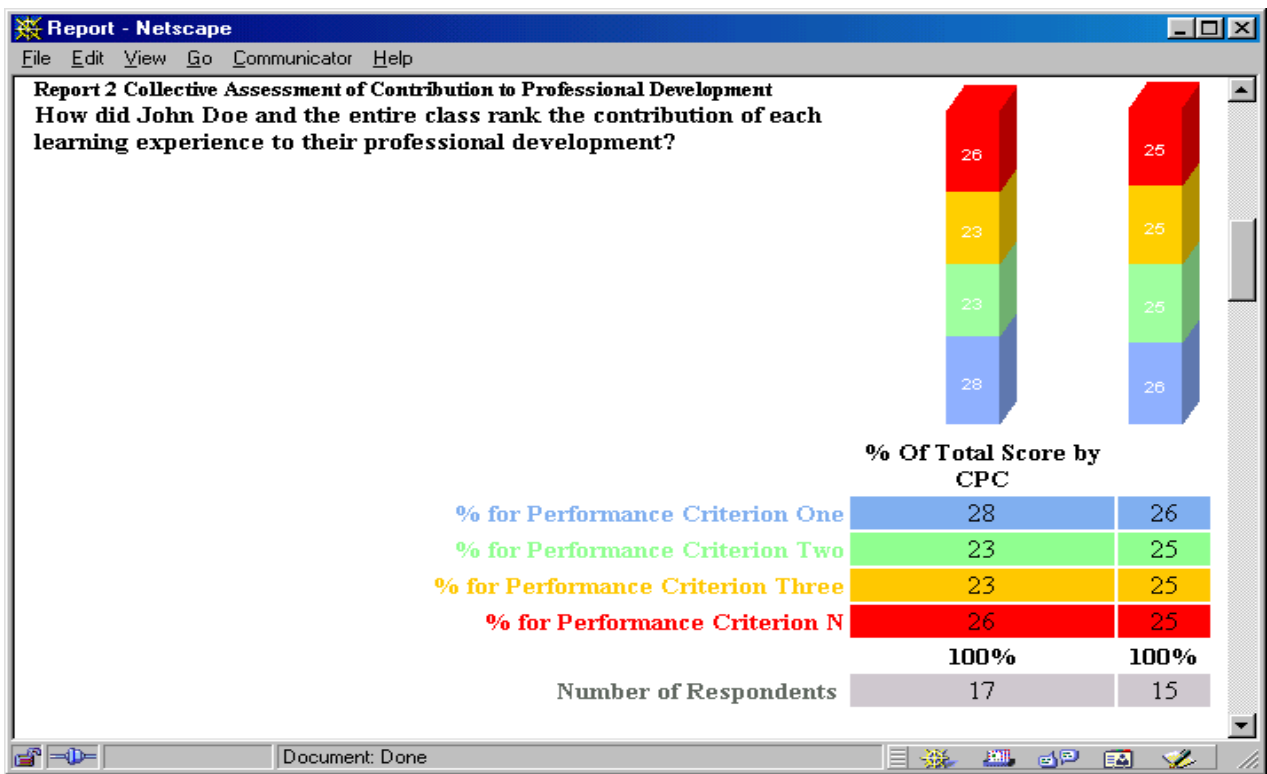 Report - Netscape
File Edit View Go Communicator Help
Report 2 Collective Assessment of Contribution to Professional Development
How did John Doe and the entire class rank the contribution of each
learning experience to their professional development?
26 25
23 25
23 25
28 26
% Of Total Score by
CPC
% for Performance Criterion One 28 26
% for Performance Criterion Two 23 25
% for Performance Criterion Three 23 25
% for Performance Criterion N 26 25
100% 100%
Number of Respondents 17 15
Document: Done